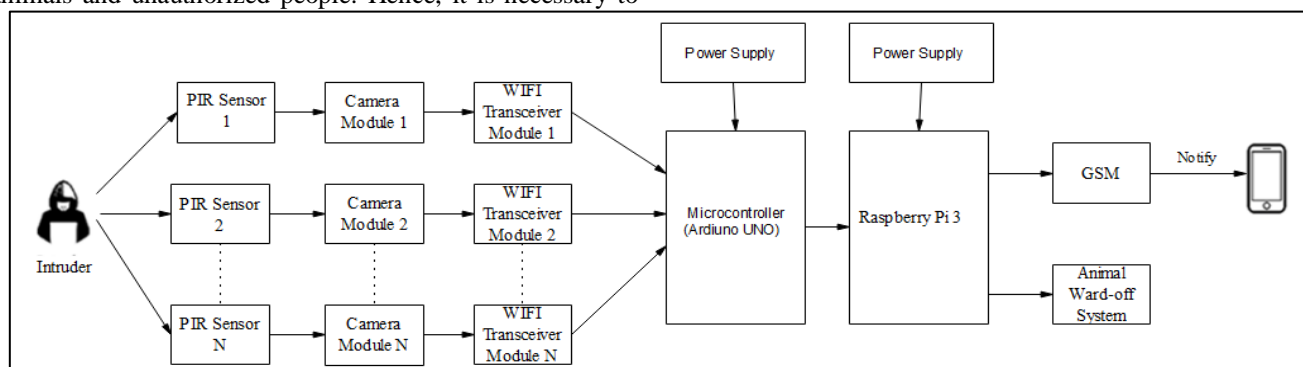 animals and unauthorized people. Hence, it is necessary to
Power Supply
Power Supply
PIR Sensor
1
Camera
Module 1
WIFI
Transceiver
Module 1
PIR Sensor
2
Camera
Module 2
WIFI
Transceiver
Module 2
Microcontroller
(Ardiuno UNO)
Raspberry Pi 3
GSM
Notify
Intruder
PIR Sensor
N
Camera
Module N
WIFI
Transceiver
Module N
Animal
Ward-off
System